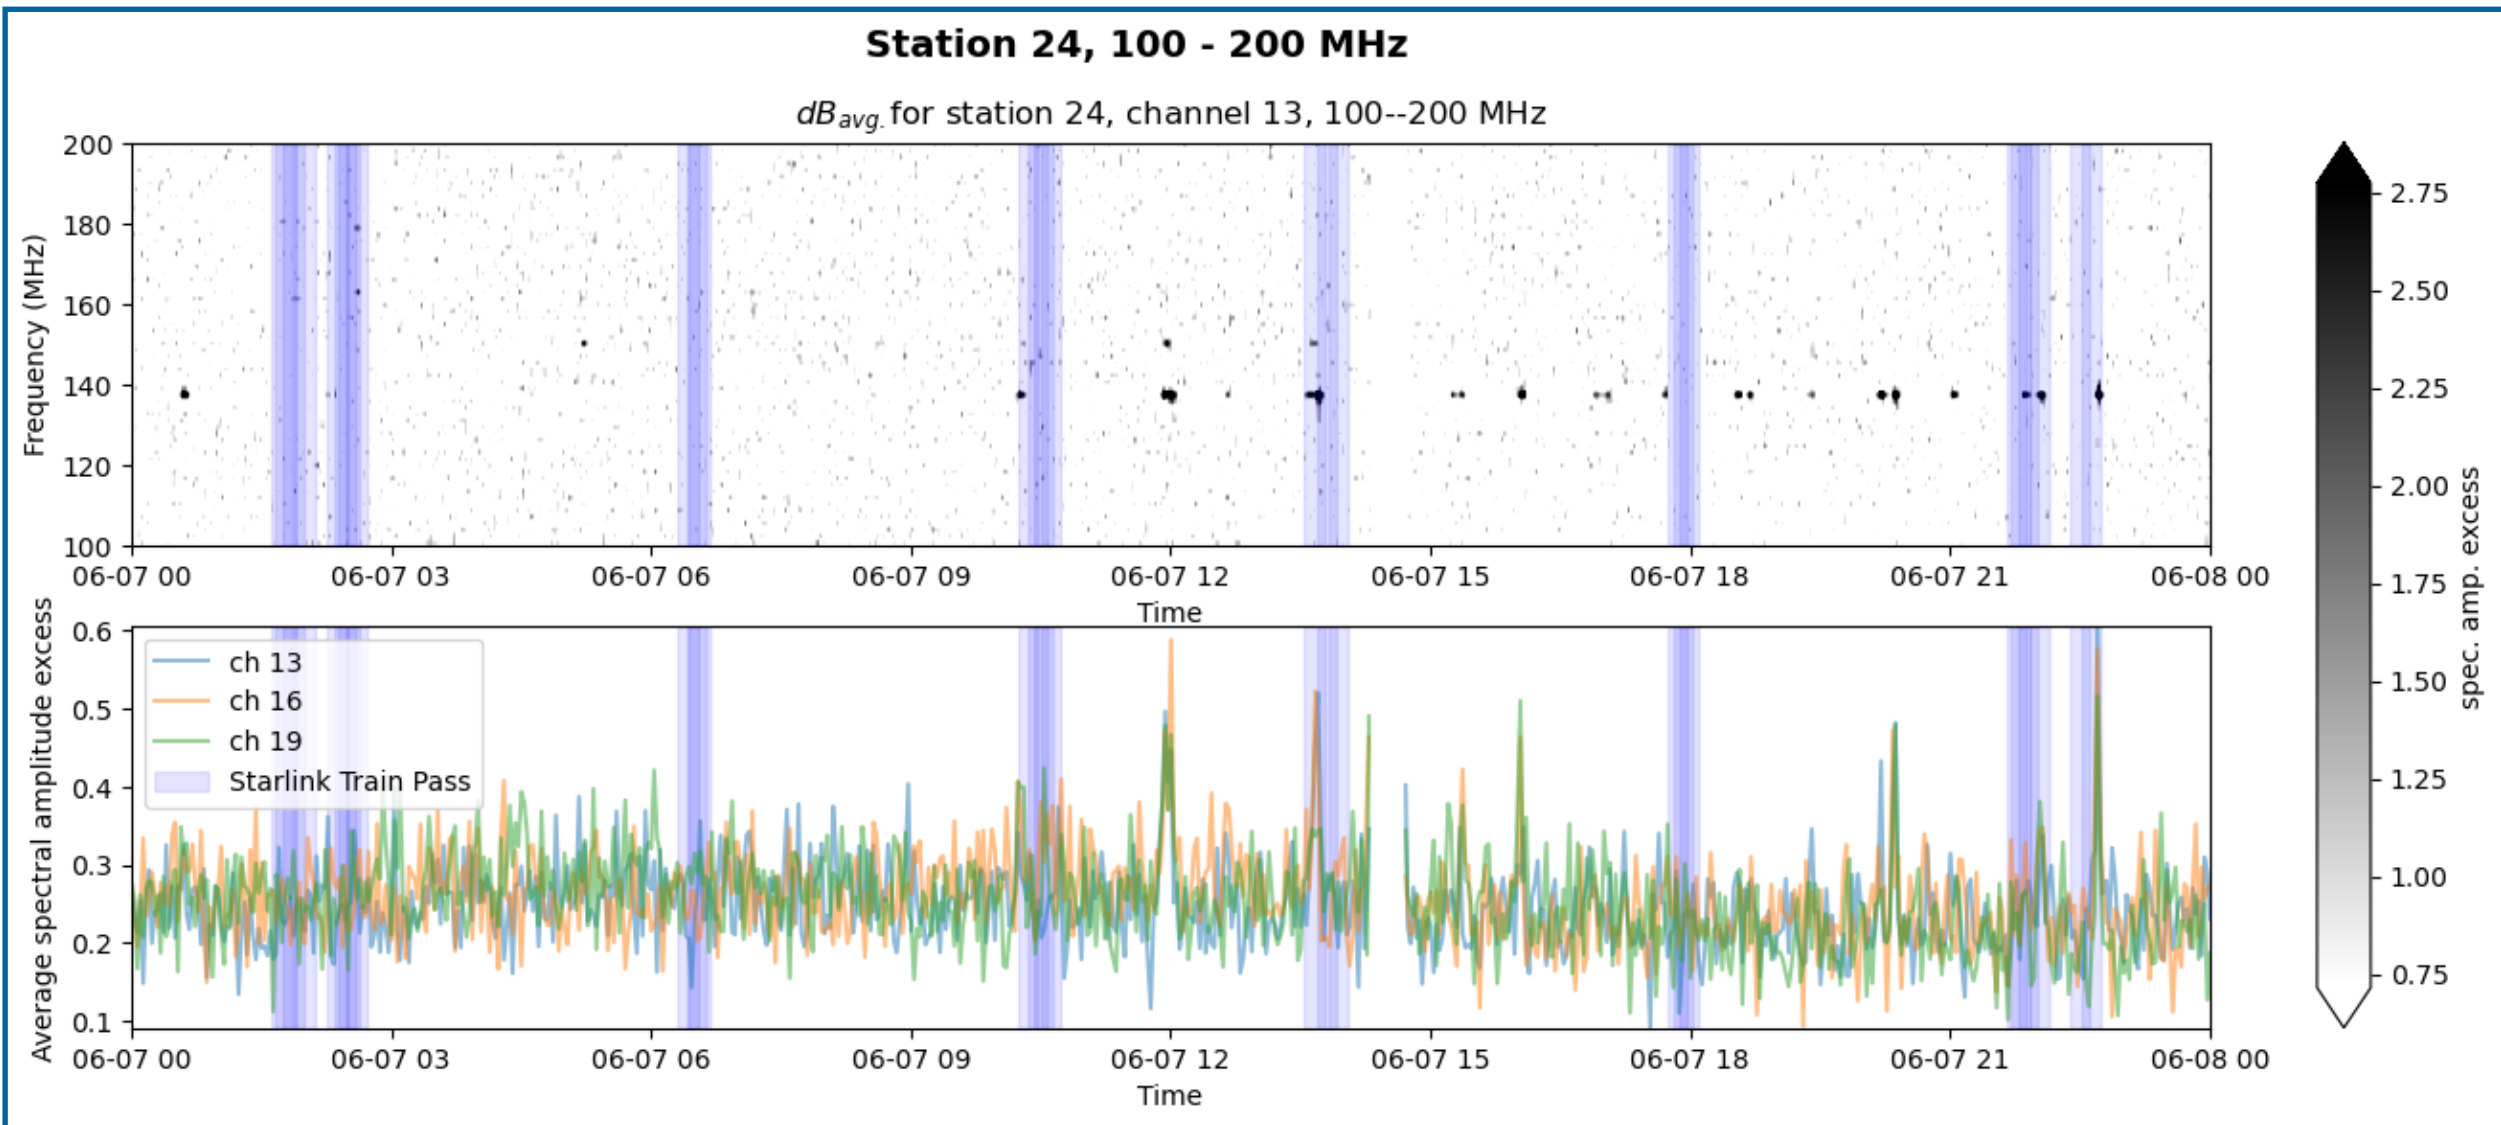 Station 24, 100 - 200 MHz
dB_avg. for station 24, channel 13, 100--200 MHz
200
180
160
140
120
100
Frequency (MHz)
06-07 00 06-07 03 06-07 06 06-07 09 06-07 12 06-07 15 06-07 18 06-07 21 06-08 00
Time
0.6
0.5
0.4
0.3
0.2
0.1
Average spectral amplitude excess
ch 13
ch 16
ch 19
Starlink Train Pass
06-07 00 06-07 03 06-07 06 06-07 09 06-07 12 06-07 15 06-07 18 06-07 21 06-08 00
Time
2.75
2.50
2.25
2.00
1.75
1.50
1.25
1.00
0.75
spec. amp. excess